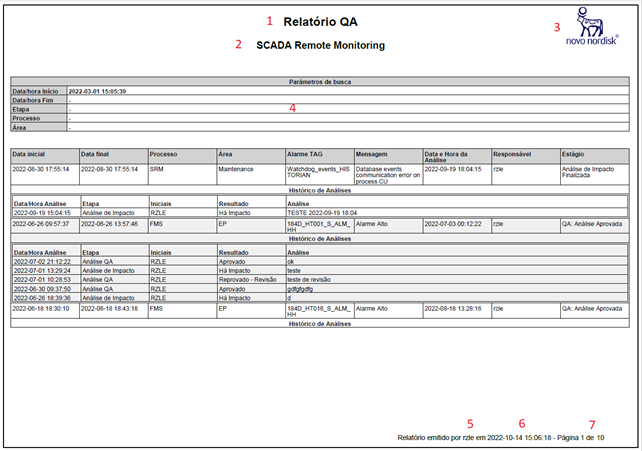 1 Relatório QA
3
2 SCADA Remote Monitoring
novo nordisk®
Parâmetros de busca
Data/hora Início 2022-03-01 15:05:39
Data/hora Fim -
Etapa - 4
Processo -
Área -
Data inicial Data final Processo Área Alarme TAG Mensagem Data e Hora da Análise Responsável Estágio
2022-08-30 17:55:14 2022-08-30 17:55:14 SRM Maintenance Watchdog_events_HISTORIAN Database events communication error on process CU 2022-09-19 18:04:15 rzle Análise de Impacto Finalizada
Histórico de Análises
Data/Hora Análise Etapa Iniciais Resultado Análise
2022-09-19 15:04:15 Análise de Impacto RZLE Há Impacto TESTE 2022-09-19 18:04
2022-06-26 09:57:37 2022-06-26 13:57:46 FMS EP 184D_HT001_S_ALM_HH Alarme Alto 2022-07-03 00:12:22 rzle QA: Análise Aprovada
Histórico de Análises
Data/Hora Análise Etapa Iniciais Resultado Análise
2022-07-02 21:12:22 Análise QA RZLE Aprovado ok
2022-07-01 13:29:24 Análise de Impacto RZLE Há Impacto teste
2022-07-01 10:28:53 Análise QA RZLE Reprovado - Revisão teste de revisão
2022-06-30 09:37:50 Análise QA RZLE Aprovado gdfgfgdfg
2022-06-26 18:39:36 Análise de Impacto RZLE Há Impacto d
2022-06-18 18:30:10 2022-06-18 18:43:18 FMS EP 184D_HT016_S_ALM_HH Alarme Alto 2022-08-18 13:28:16 rzle QA: Análise Aprovada
Histórico de Análises
5 6 7
Relatório emitido por rzle em 2022-10-14 15:06:18 - Página 1 de 10